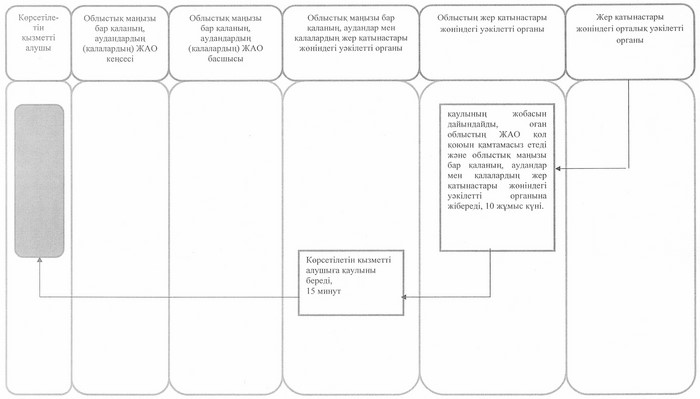 Көрсетіле-
тін
қызметті
алушы
Облыстық маңызы
бар қаланың,
аудандардың
(қалалардың) ЖАО
кеңсесі
Облыстық маңызы
бар қаланың,
аудандардың
(қалалардың) ЖАО
басшысы
Облыстық маңызы бар
қаланың, аудандар мен
қалалардың жер қатынастары
жөніндегі уәкілетті органы
Облыстың жер қатынастары
жөніндегі уәкілетті органы
Жер қатынастары
жөніндегі орталық уәкілетті
органы
қаулының жобасын
дайындайды, оған
облыстың ЖАО қол
қоюын қамтамасыз етеді
және облыстық маңызы
бар қаланың, аудандар
мен қалалардың жер
қатынастары жөніндегі
уәкілетті органына
жібереді, 10 жұмыс күні.
Көрсетілетін қызметті
алушыға қаулыны
береді,
15 минут